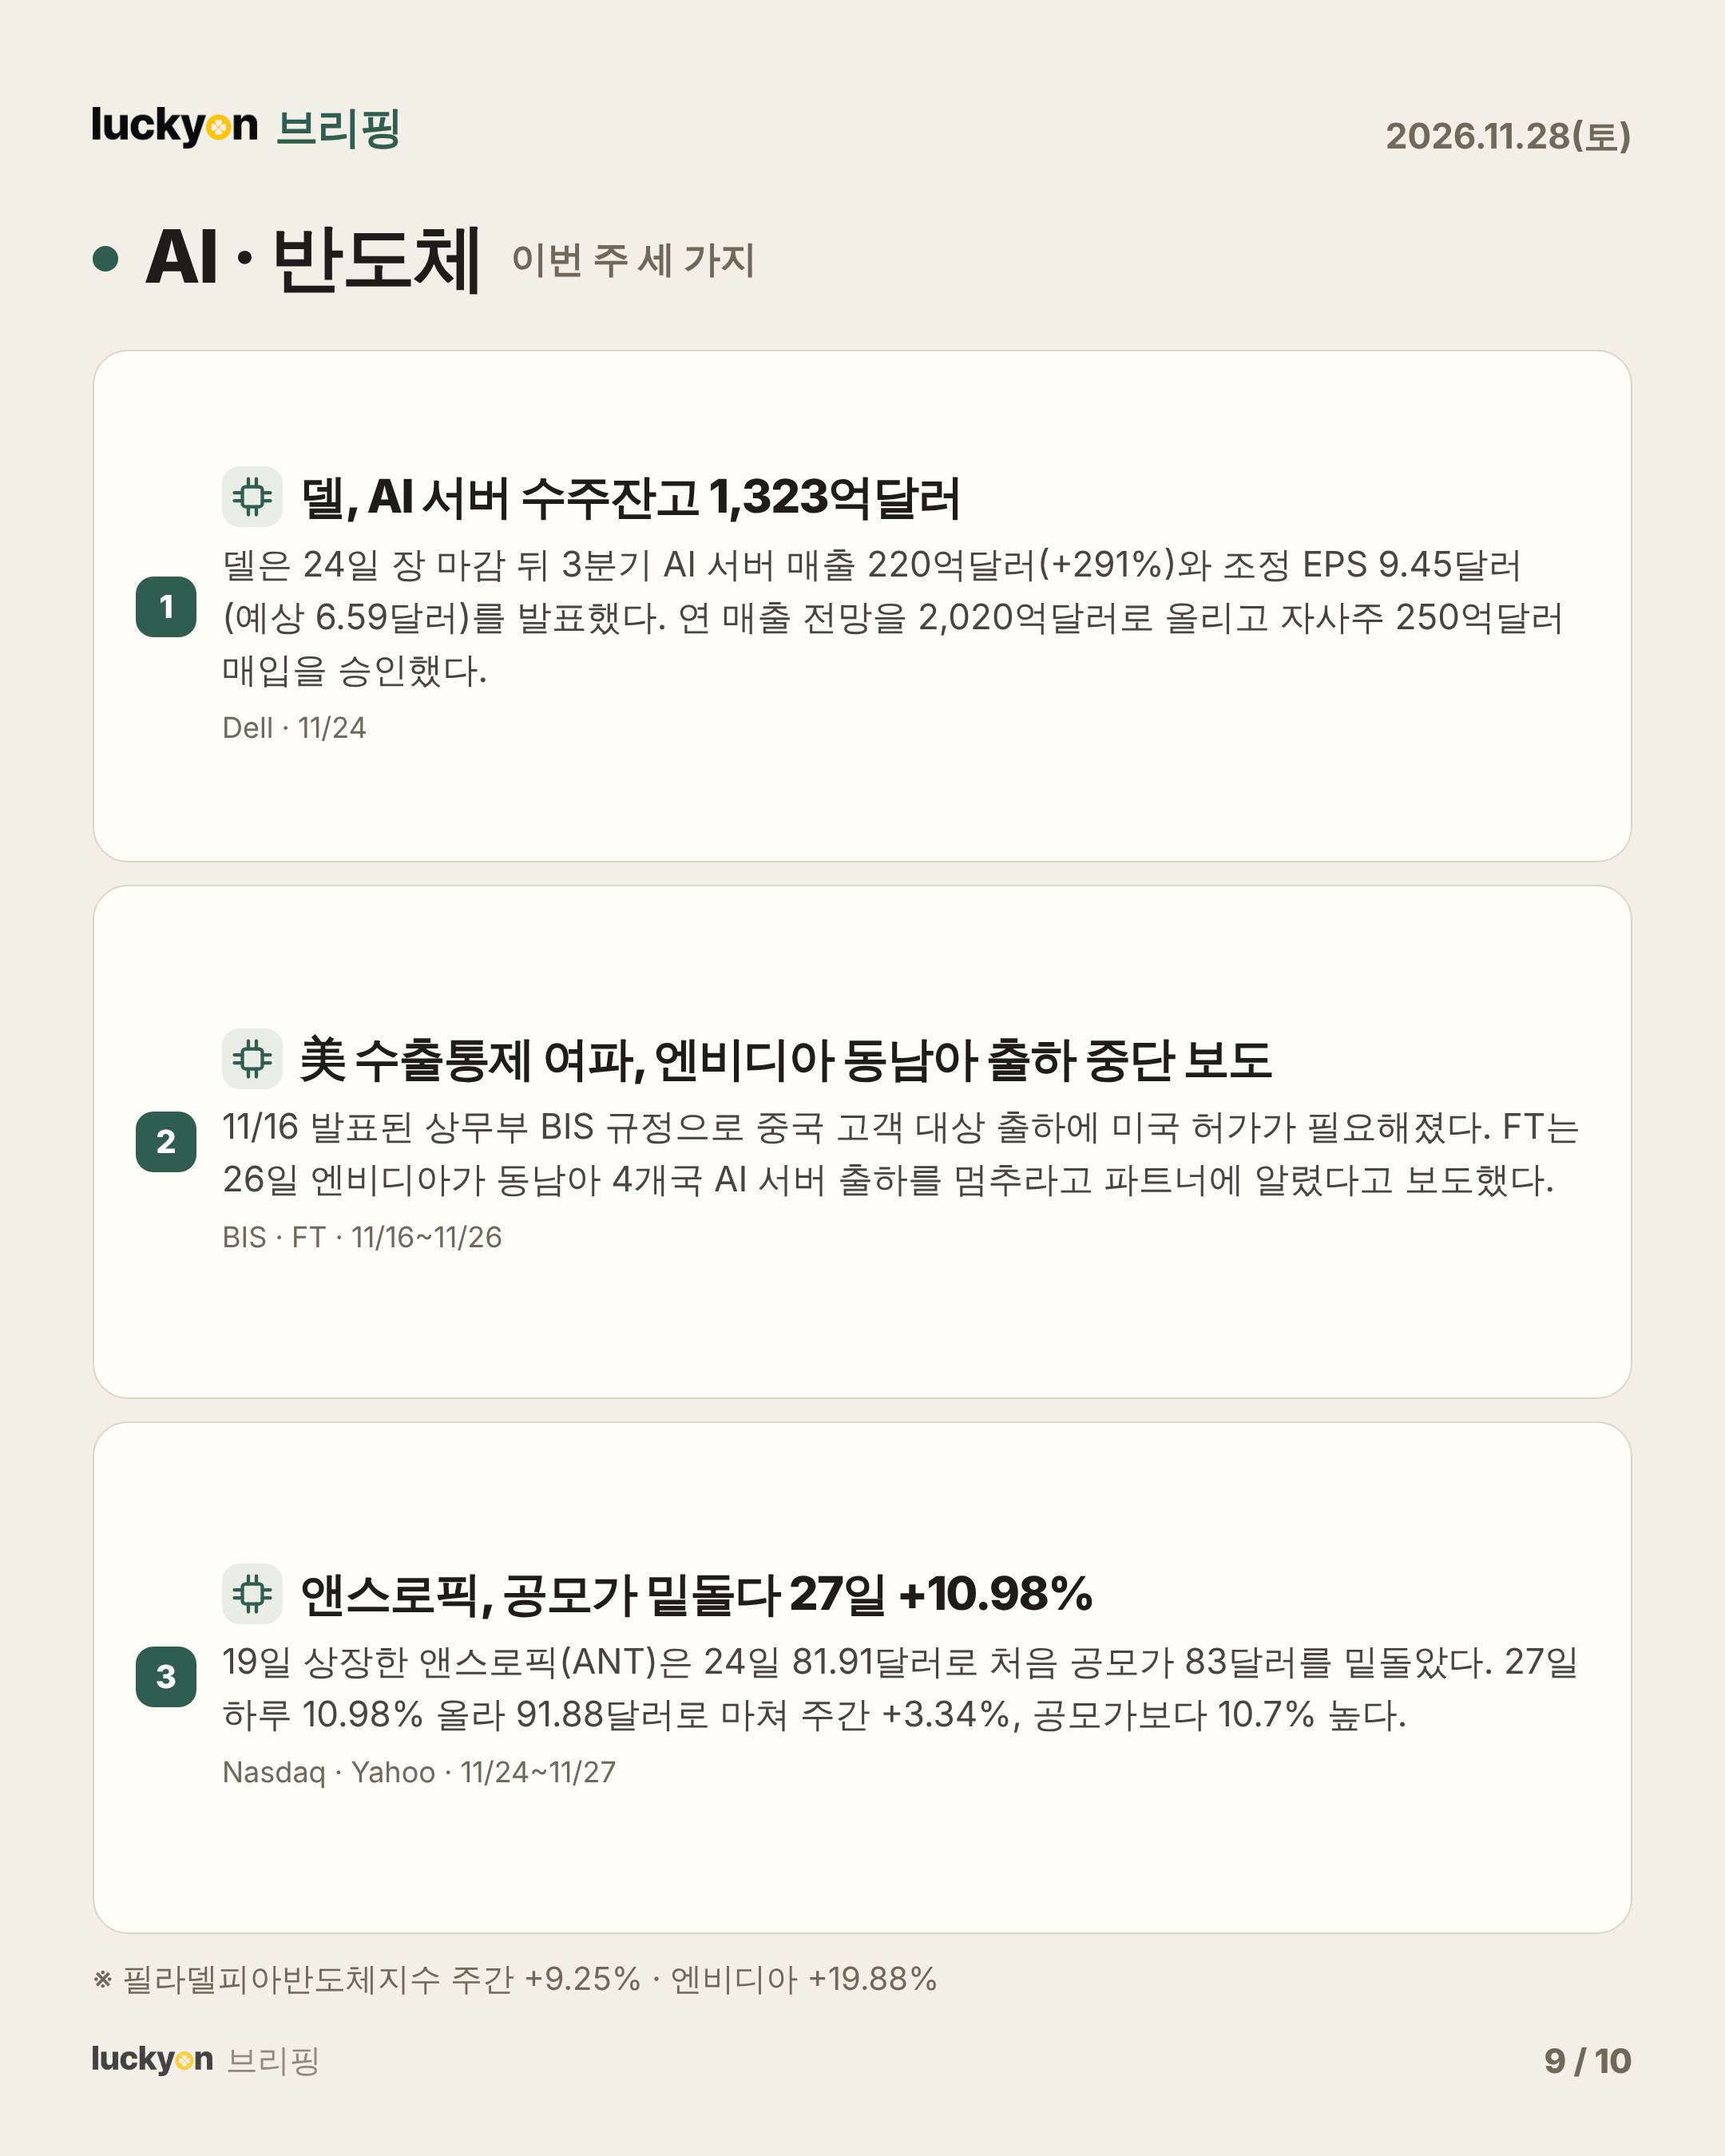 luckyon 브리핑
2026.11.28(토)
AI · 반도체 이번 주 세 가지
델, AI 서버 수주잔고 1,323억달러
1
델은 24일 장 마감 뒤 3분기 AI 서버 매출 220억달러(+291%)와 조정 EPS 9.45달러
(예상 6.59달러)를 발표했다. 연 매출 전망을 2,020억달러로 올리고 자사주 250억달러
매입을 승인했다.
Dell · 11/24
美 수출통제 여파, 엔비디아 동남아 출하 중단 보도
2
11/16 발표된 상무부 BIS 규정으로 중국 고객 대상 출하에 미국 허가가 필요해졌다. FT는
26일 엔비디아가 동남아 4개국 AI 서버 출하를 멈추라고 파트너에 알렸다고 보도했다.
BIS · FT · 11/16~11/26
앤스로픽, 공모가 밑돌다 27일 +10.98%
3
19일 상장한 앤스로픽(ANT)은 24일 81.91달러로 처음 공모가 83달러를 밑돌았다. 27일
하루 10.98% 올라 91.88달러로 마쳐 주간 +3.34%, 공모가보다 10.7% 높다.
Nasdaq · Yahoo · 11/24~11/27
※ 필라델피아반도체지수 주간 +9.25% · 엔비디아 +19.88%
luckyon 브리핑
9 / 10